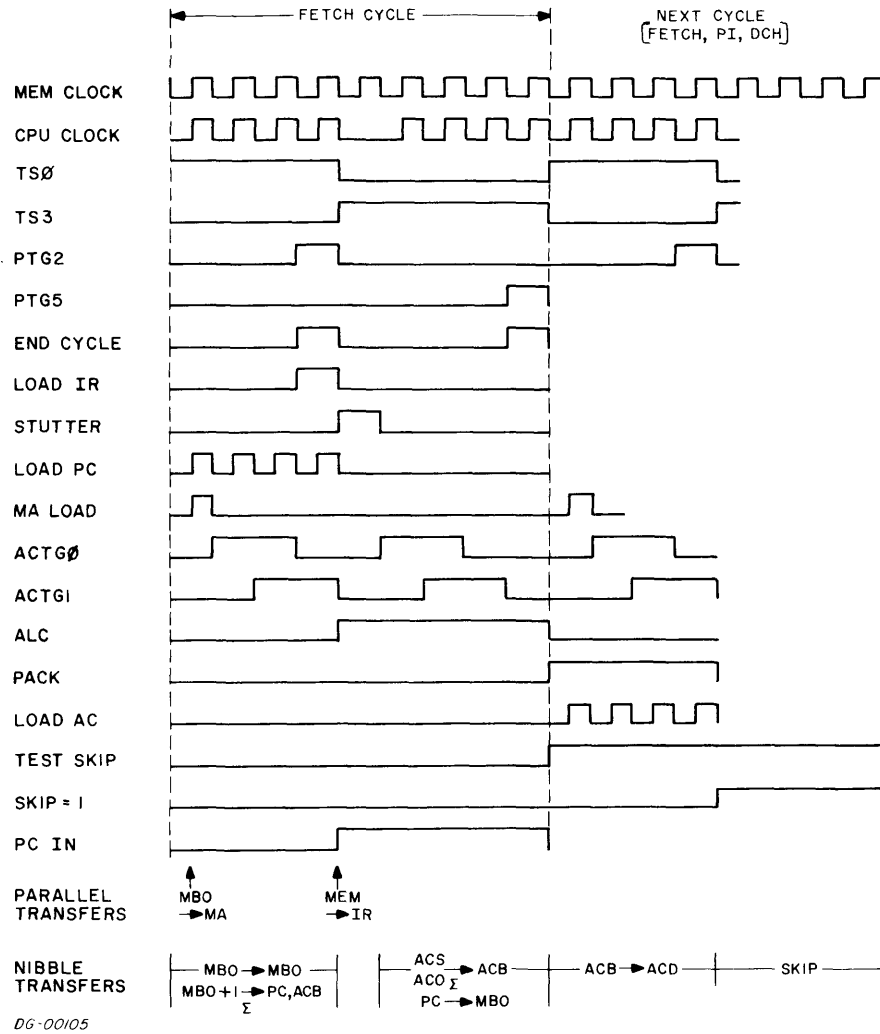 FETCH CYCLE
NEXT CYCLE
[FETCH, PI, DCH]
MEM CLOCK
CPU CLOCK
TSØ
TS3
PTG2
PTG5
END CYCLE
LOAD IR
STUTTER
LOAD PC
MA LOAD
ACTGØ
ACTG1
ALC
PACK
LOAD AC
TEST SKIP
SKIP = 1
PC IN
PARALLEL
TRANSFERS
MBO
→MA
MEM
→IR
NIBBLE
TRANSFERS
MBO→MBO
MBO+1→PC,ACB
Σ
ACS
ACO Σ →ACB
PC→MBO
ACB→ACD
SKIP
DG-00105